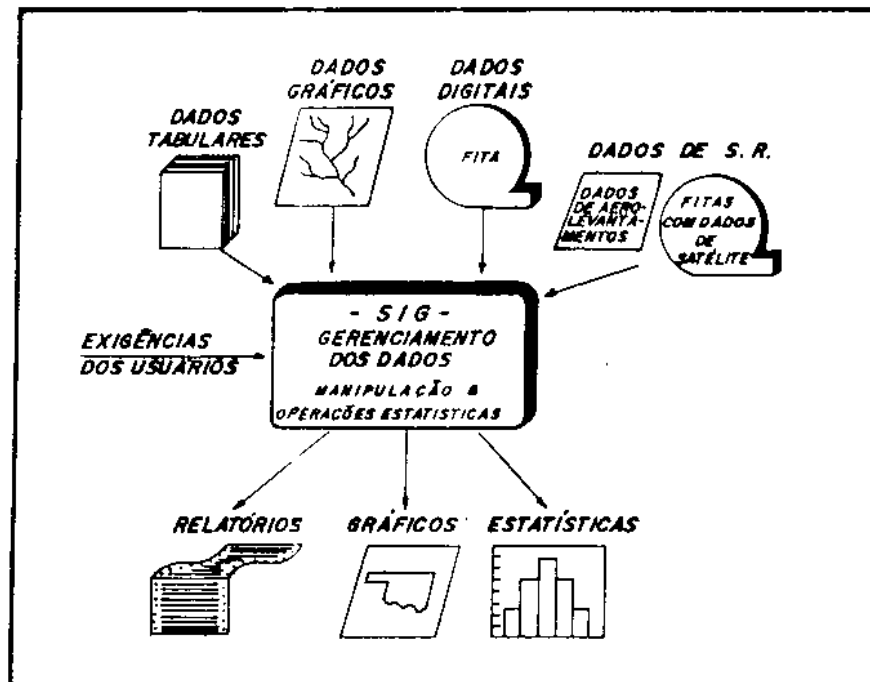 DADOS
GRÁFICOS
DADOS
DIGITAIS
DADOS
TABULARES
FITA
DADOS DE S. R.
DADOS
DE AERO-
LEVANTA-
MENTOS
FITAS
COM DADOS
DE
SATÉLITE
- SIG -
GERENCIAMENTO
DOS DADOS
MANIPULAÇÃO &
OPERACÕES ESTATISTICAS
EXIGÊNCIAS
DOS USUÁRIOS
RELATÓRIOS
GRÁFICOS
ESTATÍSTICAS